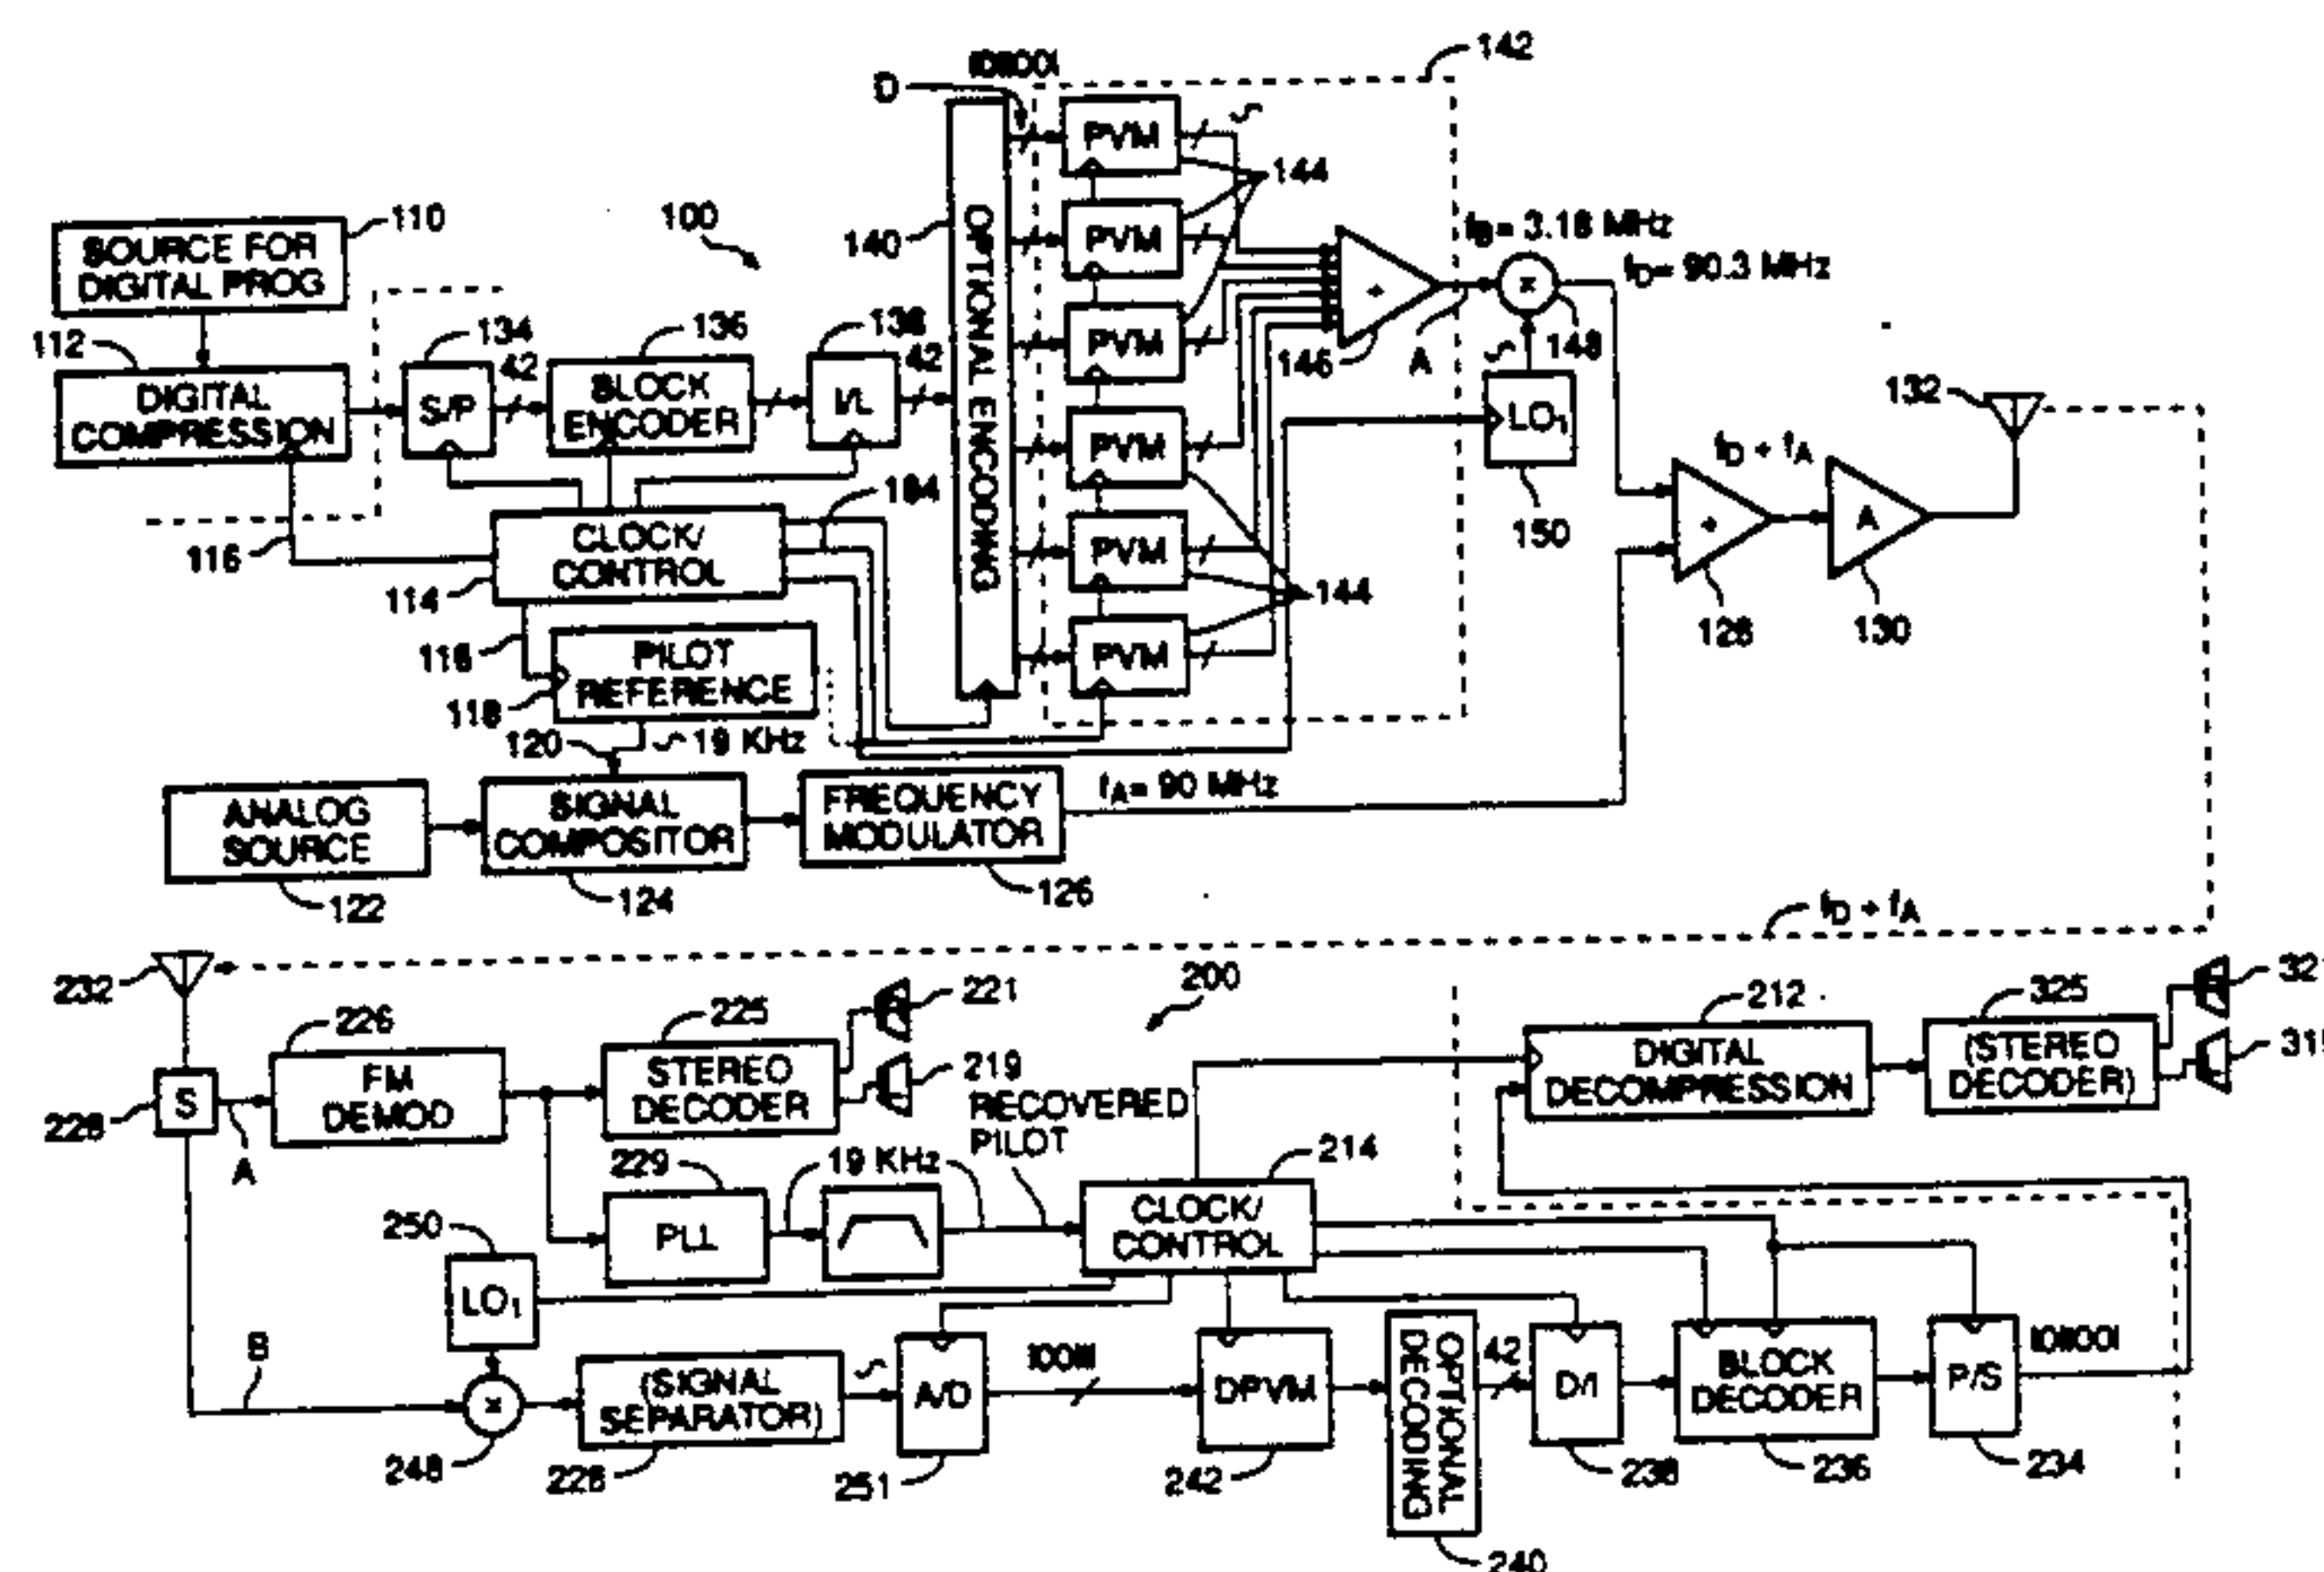 142
D
PVM
144
PVM
100
110
SOURCE FOR
DIGITAL PROG
140
OPTIONAL ENCODING
= 3.18 MHz
= 90.3 MHz
134
136
138
112
42
42
PVM
+
146
A
x
148
132
DIGITAL
COMPRESSION
S/P
BLOCK
ENCODER
I/L
PVM
LO1
184
fD + fA
116
CLOCK/
CONTROL
PVM
150
+
A
114
144
128
130
116
PILOT
REFERENCE
PVM
118
120
19 KHz
fA= 90 MHz
ANALOG
SOURCE
SIGNAL
COMPOSITOR
FREQUENCY
MODULATOR
122
124
126
fD + fA
232
226
225
221
200
212
325
321
FM
DEMOD
STEREO
DECODER
219
DIGITAL
DECOMPRESSION
(STEREO
DECODER)
228
S
A
RECOVERED
PILOT
229
19 KHz
214
250
PLL
CLOCK/
CONTROL
LO1
B
x
(SIGNAL
SEPARATOR)
A/D
DPVM
OPTIONAL
DECODING
42
D/I
BLOCK
DECODER
P/S
248
228
251
242
238
236
234
240